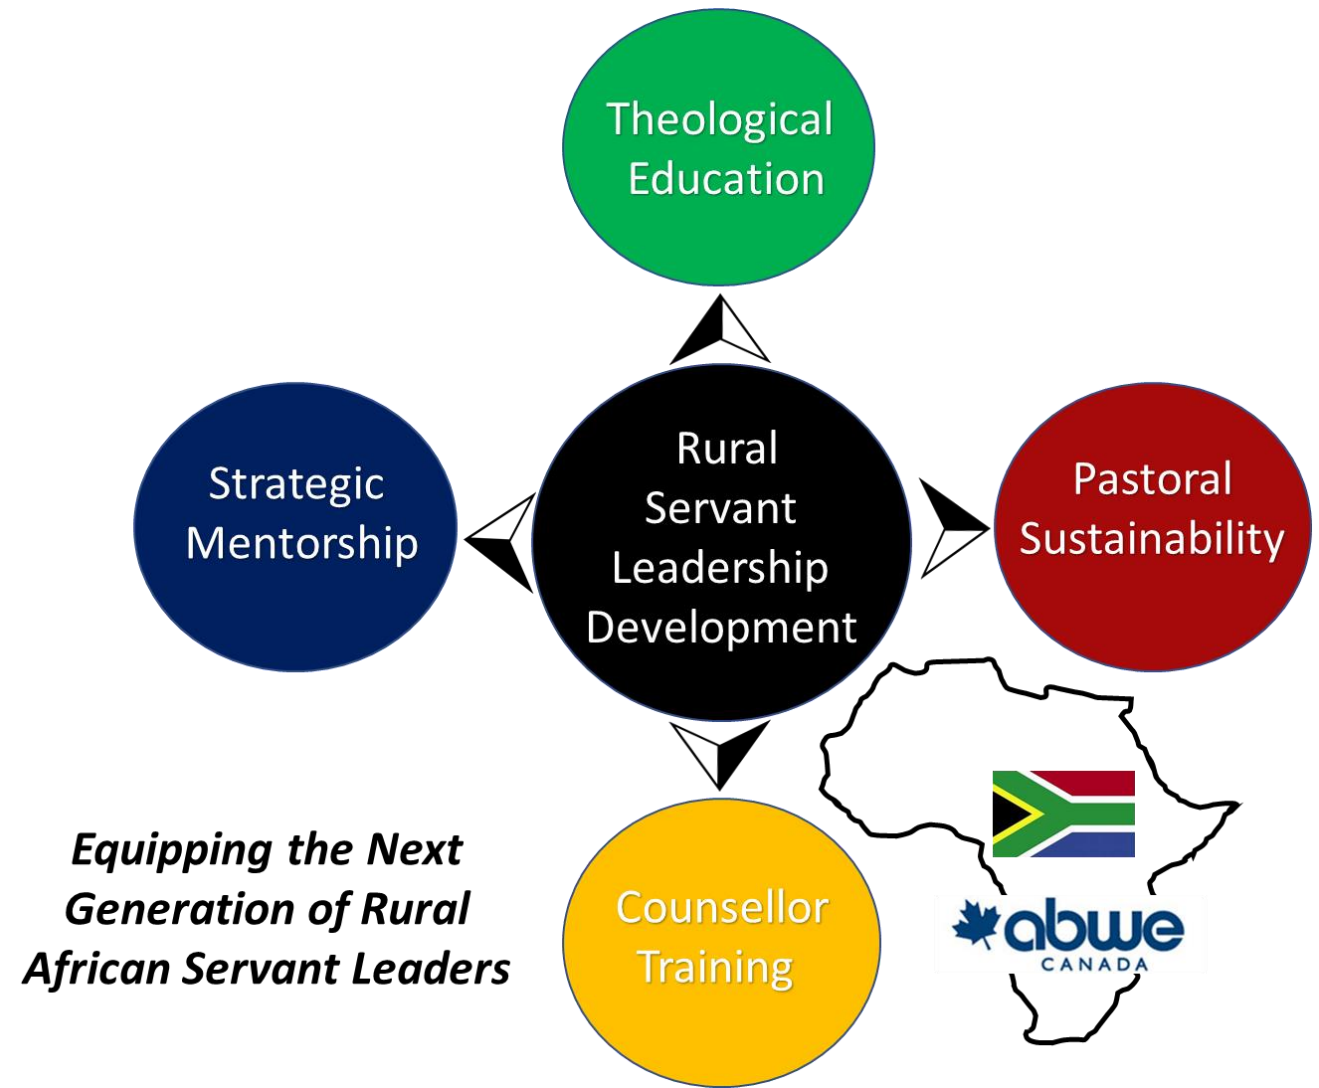 Theological
Education
Strategic
Mentorship
Rural
Servant
Leadership
Development
Pastoral
Sustainability
Counsellor
Training
Equipping the Next
Generation of Rural
African Servant Leaders
abwe
CANADA